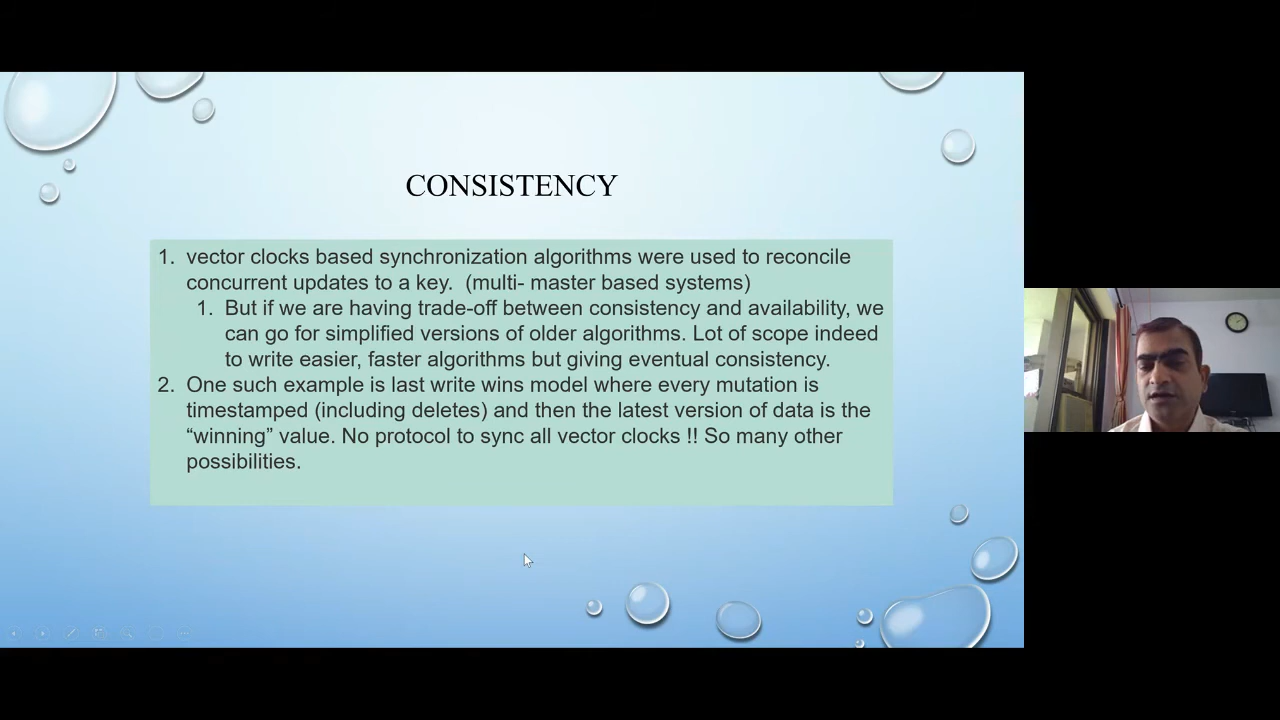 CONSISTENCY
1. vector clocks based synchronization algorithms were used to reconcile
concurrent updates to a key. (multi- master based systems)
1. But if we are having trade-off between consistency and availability, we
can go for simplified versions of older algorithms. Lot of scope indeed
to write easier, faster algorithms but giving eventual consistency.
2. One such example is last write wins model where every mutation is
timestamped (including deletes) and then the latest version of data is the
“winning” value. No protocol to sync all vector clocks !! So many other
possibilities.